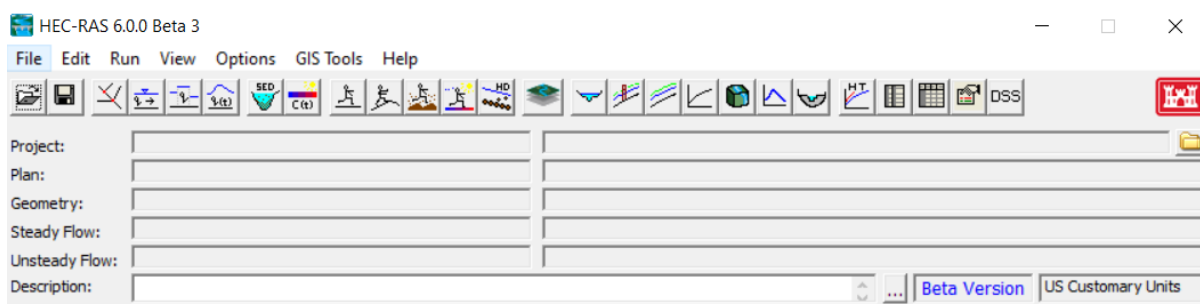 HEC-RAS 6.0.0 Beta 3
File Edit Run View Options GIS Tools Help
SED C(t) q(t) HD HT DSS
Project:
Plan:
Geometry:
Steady Flow:
Unsteady Flow:
Description: ... Beta Version US Customary Units